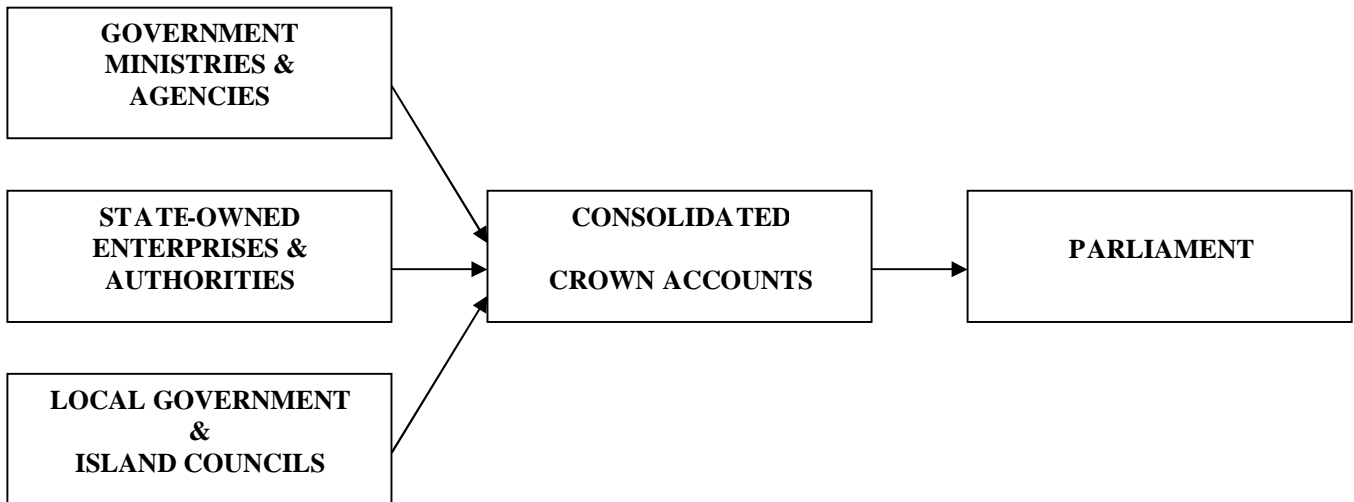 GOVERNMENT
MINISTRIES &
AGENCIES
STATE-OWNED
ENTERPRISES &
AUTHORITIES
LOCAL GOVERNMENT
&
ISLAND COUNCILS
CONSOLIDATED
CROWN ACCOUNTS
PARLIAMENT